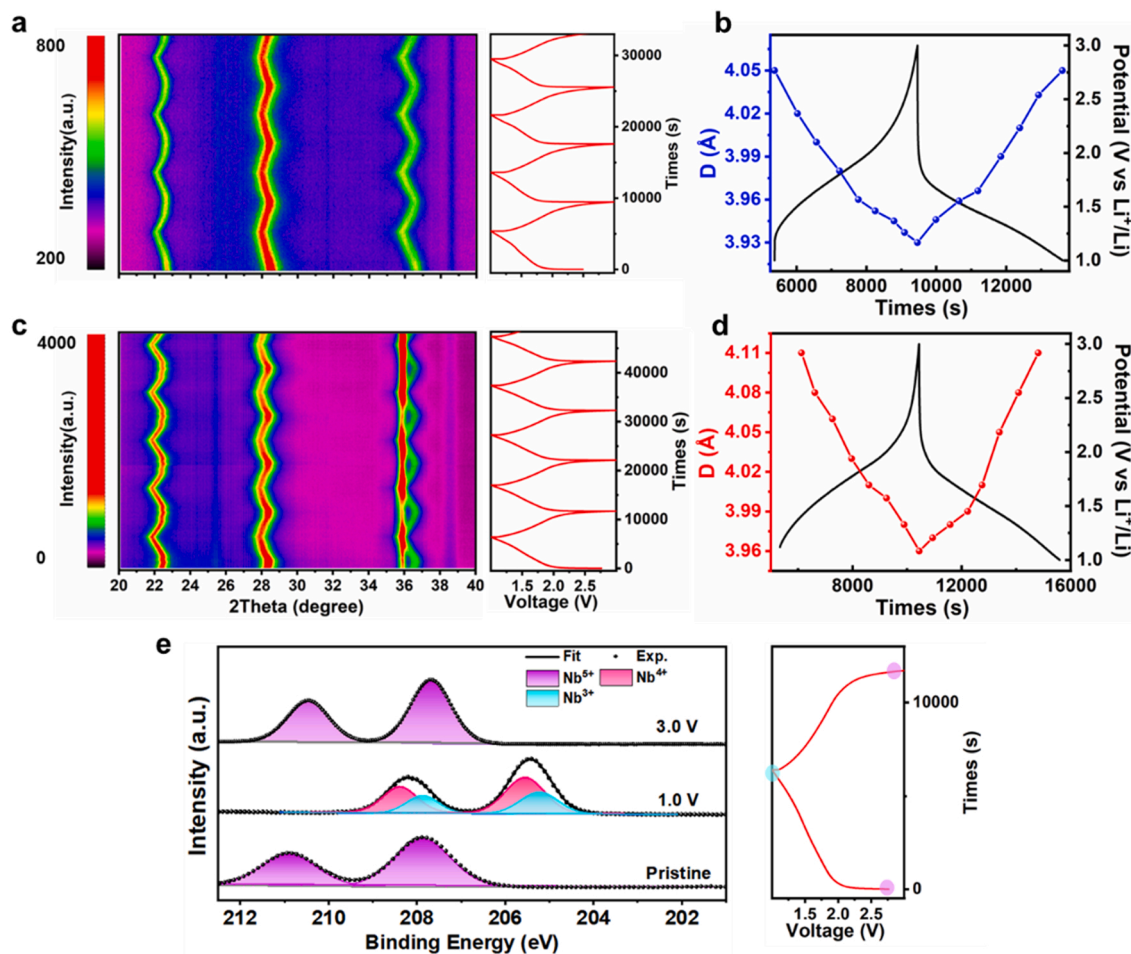 a
800
Intensity(a.u.)
200
30000
20000
10000
0
Times (s)
b
4.05
4.02
3.99
3.96
3.93
D (Å)
6000 8000 10000 12000
Times (s)
3.0
2.5
2.0
1.5
1.0
Potential (V vs Li⁺/Li)
c
4000
Intensity(a.u.)
0
20 22 24 26 28 30 32 34 36 38 40
2Theta (degree)
40000
30000
20000
10000
0
Times (s)
1.5 2.0 2.5
Voltage (V)
d
4.11
4.08
4.05
4.02
3.99
3.96
D (Å)
8000 12000 16000
Times (s)
3.0
2.5
2.0
1.5
1.0
Potential (V vs Li⁺/Li)
e
Fit Exp.
Nb⁵⁺ Nb⁴⁺
Nb³⁺
3.0 V
1.0 V
Pristine
Intensity (a.u.)
212 210 208 206 204 202
Binding Energy (eV)
10000
0
Times (s)
1.5 2.0 2.5
Voltage (V)